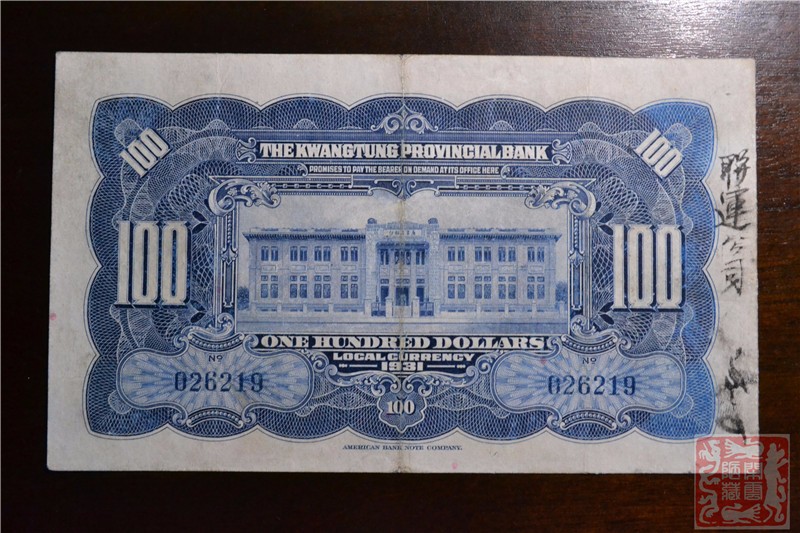 100
100
THE KWANGTUNG PROVINCIAL BANK
PROMISES TO PAY THE BEARER ON DEMAND AT ITS OFFICE HERE
100
100
ONE HUNDRED DOLLARS
LOCAL CURRENCY
1931
Nº
026219
Nº
026219
100
AMERICAN BANK NOTE COMPANY.
聯運公司